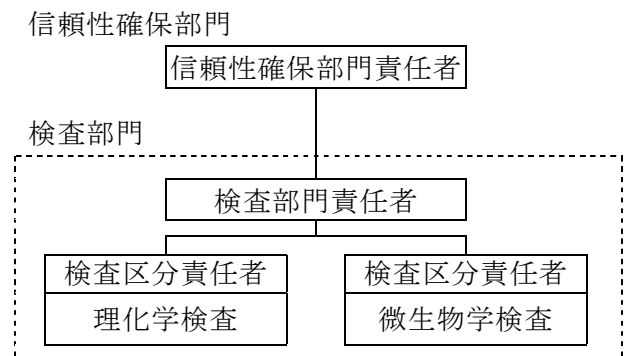 信頼性確保部門
信頼性確保部門責任者
検査部門
検査部門責任者
検査区分責任者
理化学検査
検査区分責任者
微生物学検査